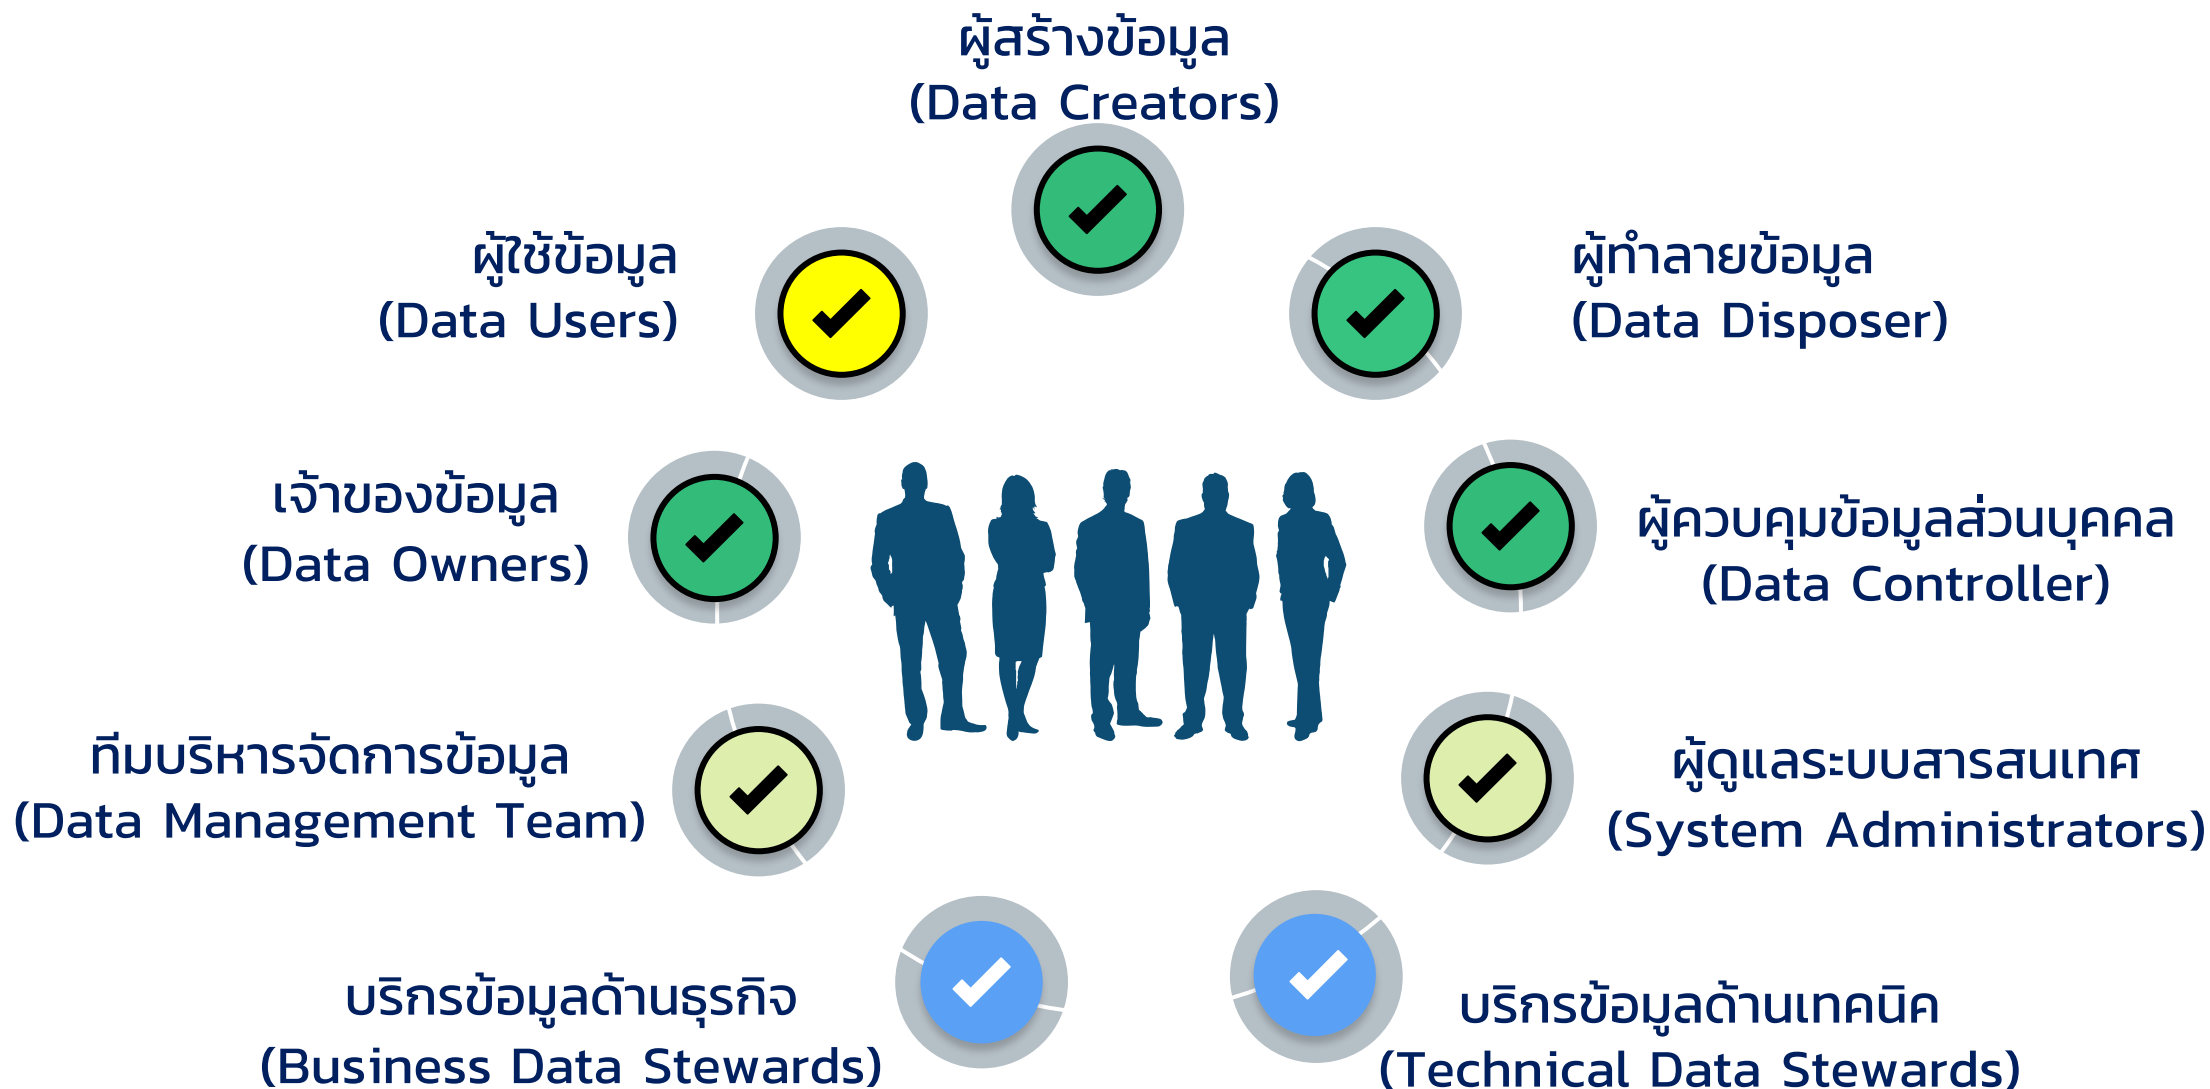 ผู้สร้างข้อมูล
(Data Creators)
ผู้ใช้ข้อมูล
(Data Users)
ผู้ทำลายข้อมูล
(Data Disposer)
เจ้าของข้อมูล
(Data Owners)
ผู้ควบคุมข้อมูลส่วนบุคคล
(Data Controller)
ทีมบริหารจัดการข้อมูล
(Data Management Team)
ผู้ดูแลระบบสารสนเทศ
(System Administrators)
บริกรข้อมูลด้านธุรกิจ
(Business Data Stewards)
บริกรข้อมูลด้านเทคนิค
(Technical Data Stewards)